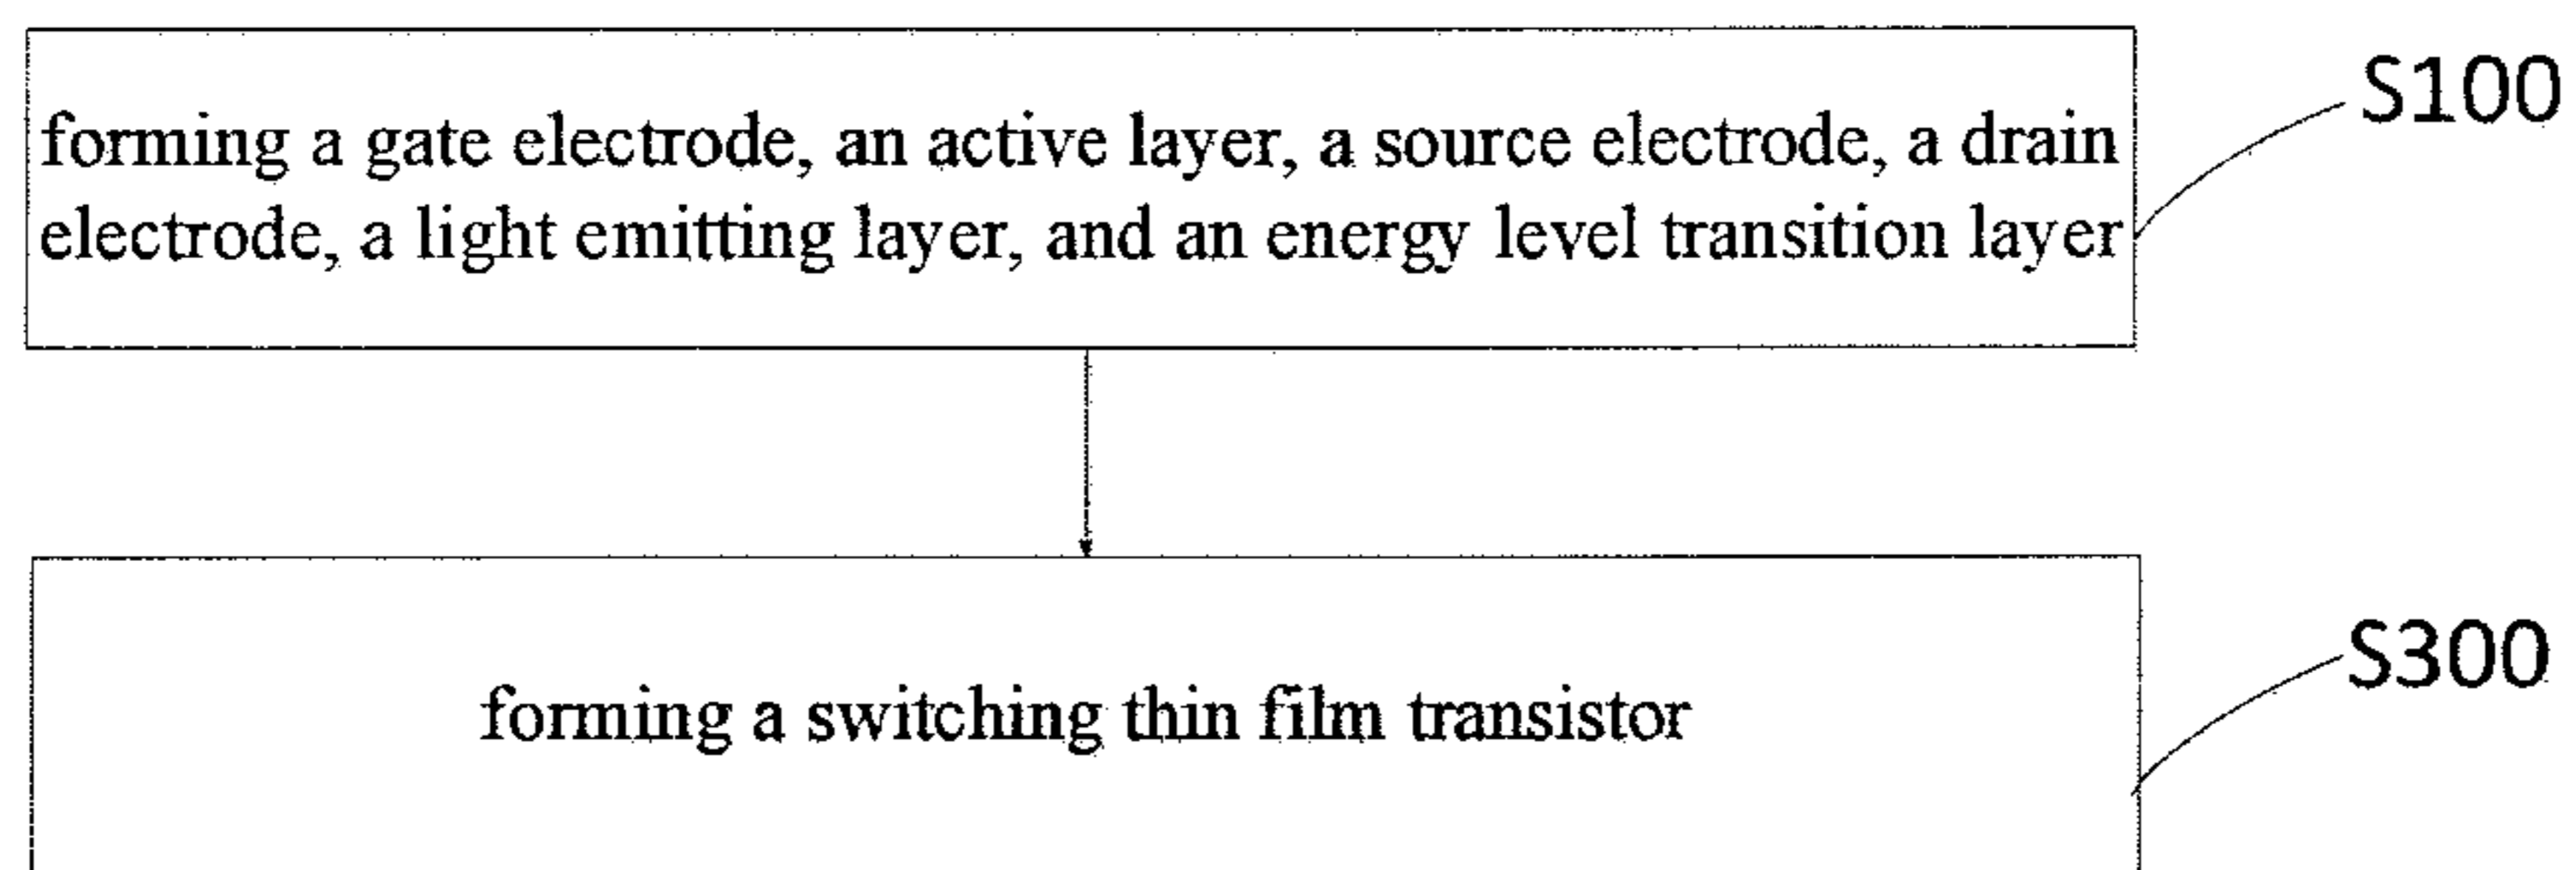 forming a gate electrode, an active layer, a source electrode, a drain
electrode, a light emitting layer, and an energy level transition layer
S100
forming a switching thin film transistor
S300